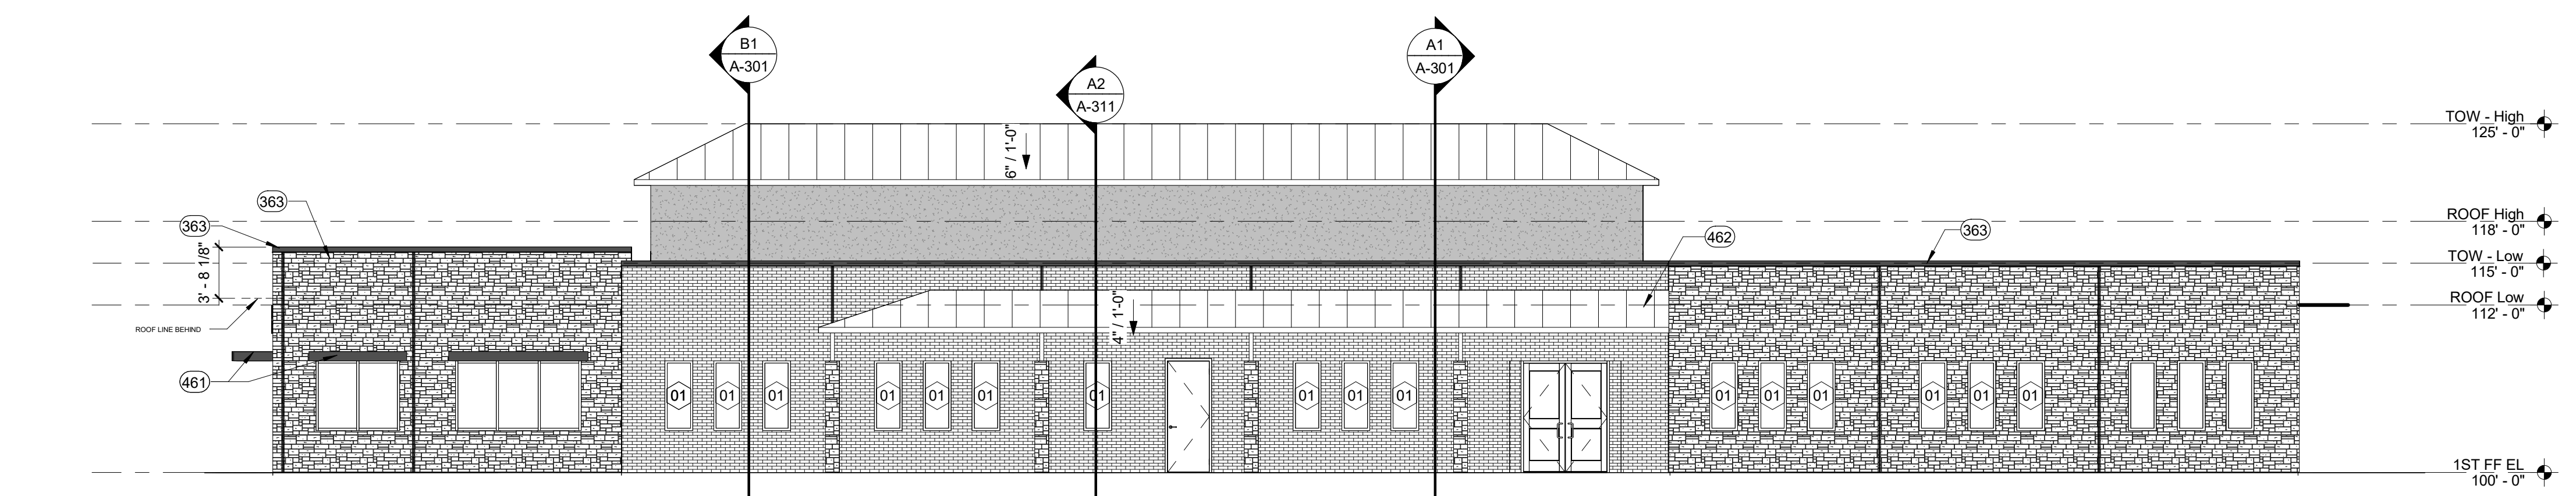 B1
A-301
A2
A-311
A1
A-301
TOW - High
125' - 0"
6" / 1'-0"
363
363
3' - 8 1/8"
ROOF High
118' - 0"
462
363
TOW - Low
115' - 0"
ROOF Low
112' - 0"
4" / 1'-0"
ROOF LINE BEHIND
461
01 01 01 01 01 01 01 01 01 01 01 01 01 01 01 01
1ST FF EL
100' - 0"